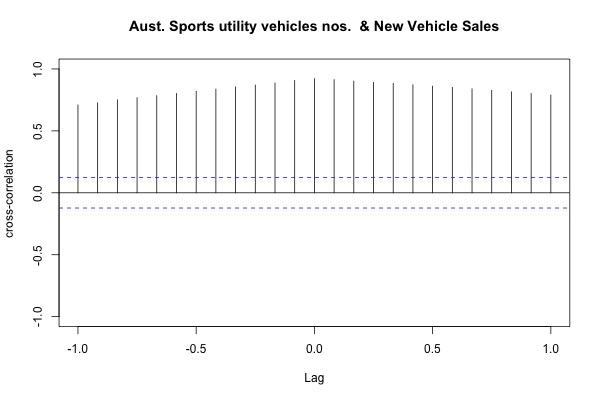 Aust. Sports utility vehicles nos.  & New Vehicle Sales
cross-correlation
1.0
0.5
0.0
-0.5
-1.0
-1.0 -0.5 0.0 0.5 1.0
Lag